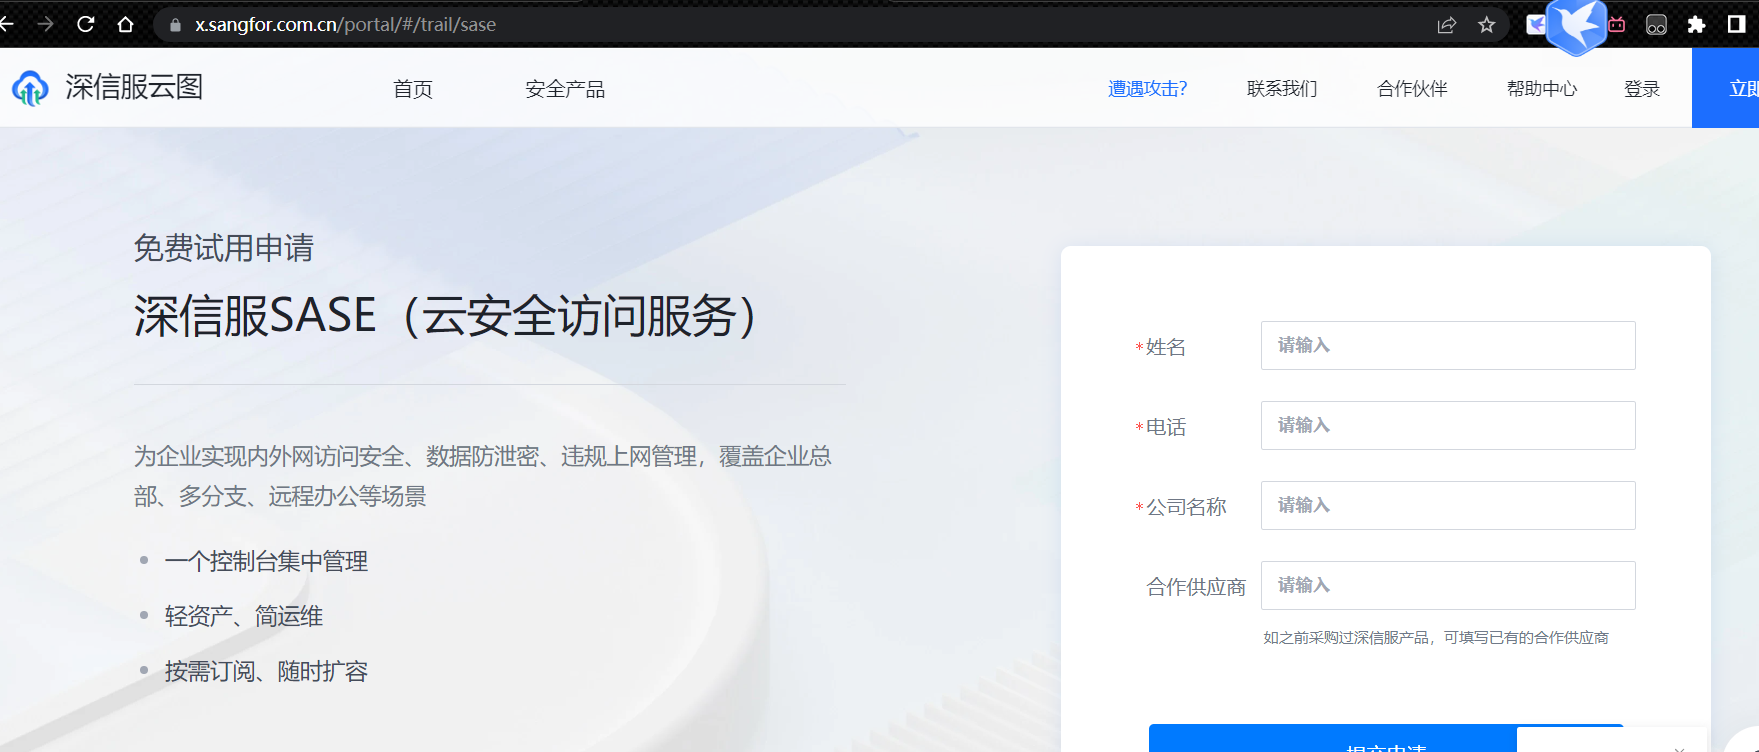 x.sangfor.com.cn/portal/#/trail/sase
深信服云图
首页
安全产品
遭遇攻击?
联系我们
合作伙伴
帮助中心
登录
立即
免费试用申请
深信服SASE（云安全访问服务）
为企业实现内外网访问安全、数据防泄密、违规上网管理，覆盖企业总
部、多分支、远程办公等场景
一个控制台集中管理
轻资产、简运维
按需订阅、随时扩容
*姓名
请输入
*电话
请输入
*公司名称
请输入
合作供应商
请输入
如之前采购过深信服产品，可填写已有的合作供应商
提交申请